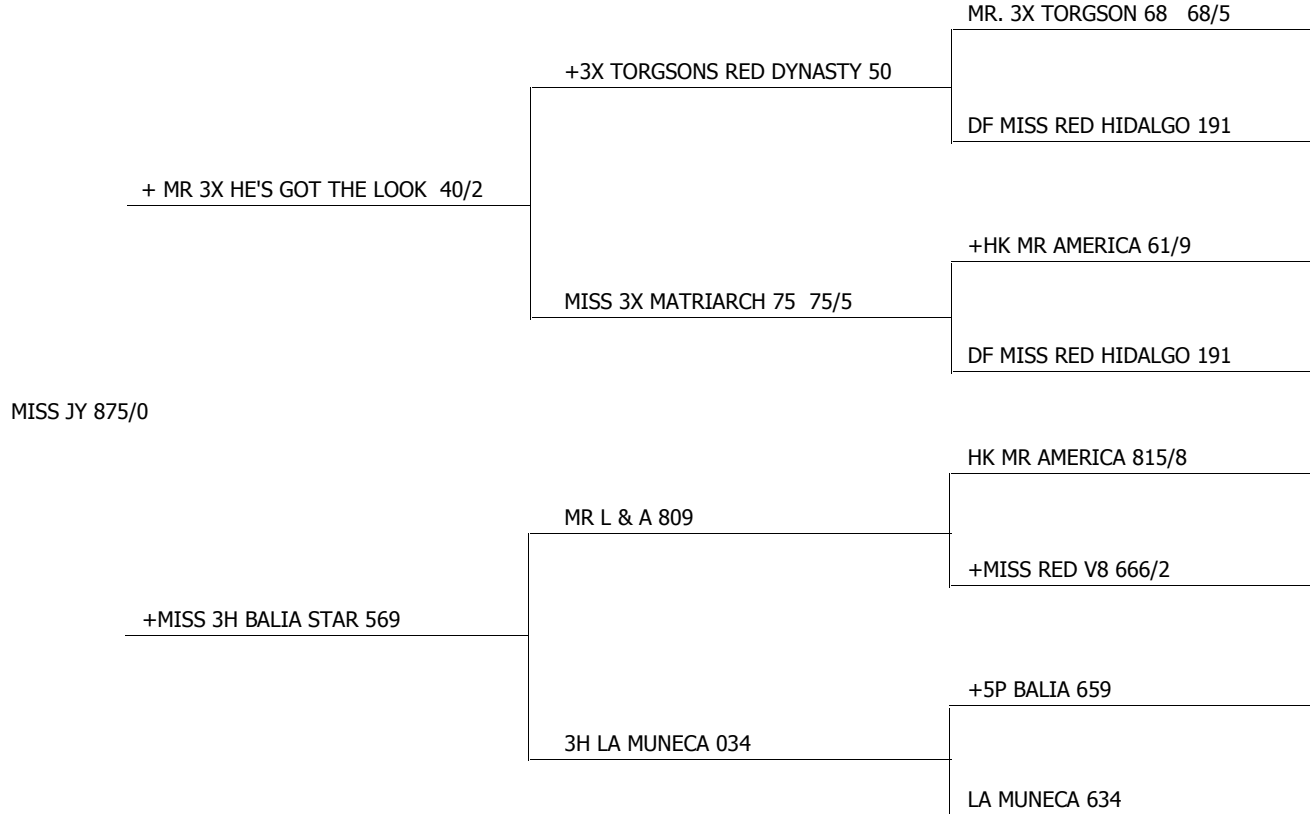 MR. 3X TORGSON 68 68/5
+3X TORGSONS RED DYNASTY 50
DF MISS RED HIDALGO 191
+ MR 3X HE'S GOT THE LOOK 40/2
+HK MR AMERICA 61/9
MISS 3X MATRIARCH 75 75/5
DF MISS RED HIDALGO 191
MISS JY 875/0
HK MR AMERICA 815/8
MR L & A 809
+MISS RED V8 666/2
+MISS 3H BALIA STAR 569
+5P BALIA 659
3H LA MUNECA 034
LA MUNECA 634